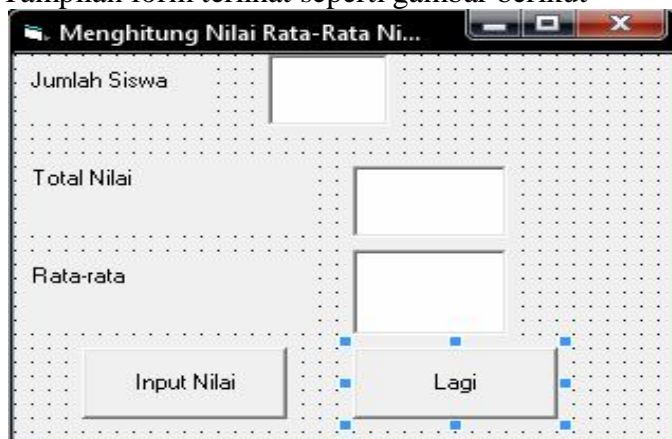 Tampilan form terlihat seperti gambar berikut
Menghitung Nilai Rata-Rata Ni...
Jumlah Siswa
Total Nilai
Rata-rata
Input Nilai
Lagi